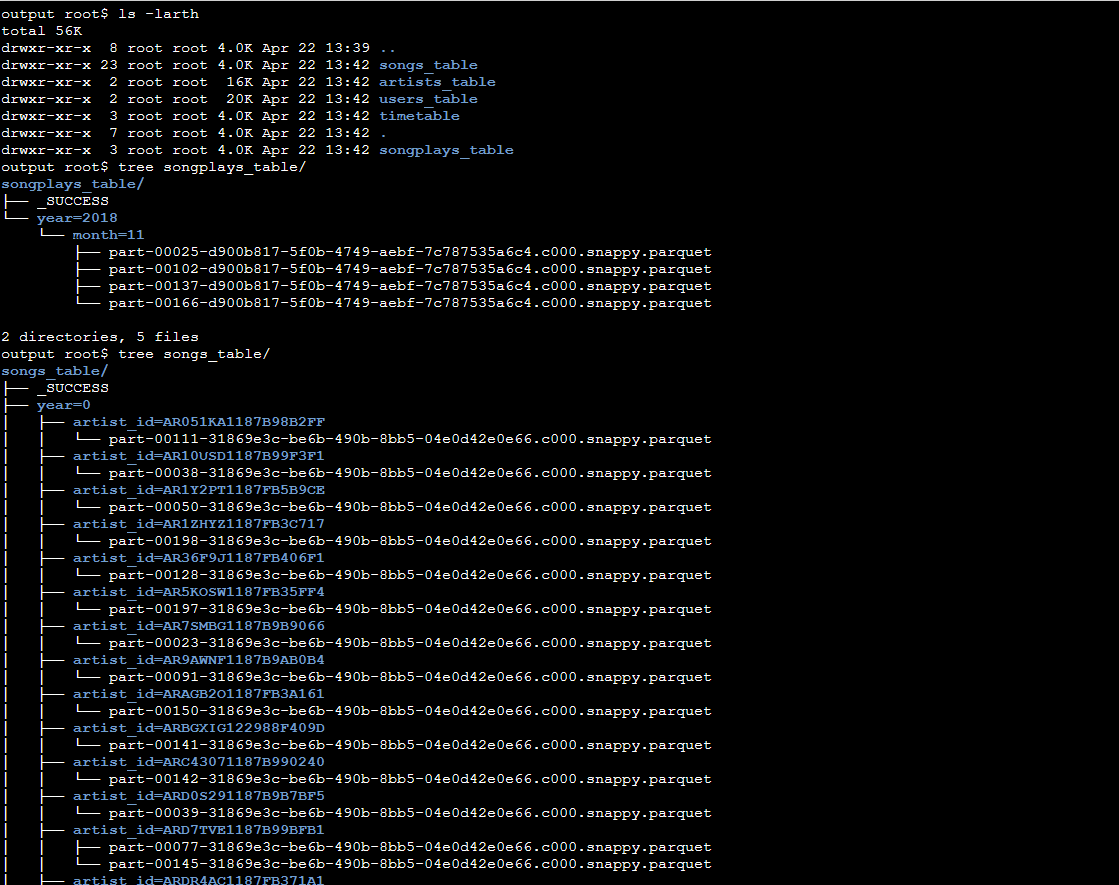 output root$ ls -larth
total 56K
drwxr-xr-x  8 root root 4.0K Apr 22 13:39 ..
drwxr-xr-x 23 root root 4.0K Apr 22 13:42 songs_table
drwxr-xr-x  2 root root  16K Apr 22 13:42 artists_table
drwxr-xr-x  2 root root  20K Apr 22 13:42 users_table
drwxr-xr-x  3 root root 4.0K Apr 22 13:42 timetable
drwxr-xr-x  7 root root 4.0K Apr 22 13:42 .
drwxr-xr-x  3 root root 4.0K Apr 22 13:42 songplays_table
output root$ tree songplays_table/
songplays_table/
├── _SUCCESS
└── year=2018
    └── month=11
        ├── part-00025-d900b817-5f0b-4749-aebf-7c787535a6c4.c000.snappy.parquet
        ├── part-00102-d900b817-5f0b-4749-aebf-7c787535a6c4.c000.snappy.parquet
        ├── part-00137-d900b817-5f0b-4749-aebf-7c787535a6c4.c000.snappy.parquet
        └── part-00166-d900b817-5f0b-4749-aebf-7c787535a6c4.c000.snappy.parquet

2 directories, 5 files
output root$ tree songs_table/
songs_table/
├── _SUCCESS
├── year=0
│   ├── artist_id=AR051KA1187B98B2FF
│   │   └── part-00111-31869e3c-be6b-490b-8bb5-04e0d42e0e66.c000.snappy.parquet
│   ├── artist_id=AR10USD1187B99F3F1
│   │   └── part-00038-31869e3c-be6b-490b-8bb5-04e0d42e0e66.c000.snappy.parquet
│   ├── artist_id=AR1Y2PT1187FB5B9CE
│   │   └── part-00050-31869e3c-be6b-490b-8bb5-04e0d42e0e66.c000.snappy.parquet
│   ├── artist_id=AR1ZHYZ1187FB3C717
│   │   └── part-00198-31869e3c-be6b-490b-8bb5-04e0d42e0e66.c000.snappy.parquet
│   ├── artist_id=AR36F9J1187FB406F1
│   │   └── part-00128-31869e3c-be6b-490b-8bb5-04e0d42e0e66.c000.snappy.parquet
│   ├── artist_id=AR5KOSW1187FB35FF4
│   │   └── part-00197-31869e3c-be6b-490b-8bb5-04e0d42e0e66.c000.snappy.parquet
│   ├── artist_id=AR7SMBG1187B9B9066
│   │   └── part-00023-31869e3c-be6b-490b-8bb5-04e0d42e0e66.c000.snappy.parquet
│   ├── artist_id=AR9AWNF1187B9AB0B4
│   │   └── part-00091-31869e3c-be6b-490b-8bb5-04e0d42e0e66.c000.snappy.parquet
│   ├── artist_id=ARAGB2O1187FB3A161
│   │   └── part-00150-31869e3c-be6b-490b-8bb5-04e0d42e0e66.c000.snappy.parquet
│   ├── artist_id=ARBGXIG122988F409D
│   │   └── part-00141-31869e3c-be6b-490b-8bb5-04e0d42e0e66.c000.snappy.parquet
│   ├── artist_id=ARC43071187B990240
│   │   └── part-00142-31869e3c-be6b-490b-8bb5-04e0d42e0e66.c000.snappy.parquet
│   ├── artist_id=ARD0S291187B9B7BF5
│   │   └── part-00039-31869e3c-be6b-490b-8bb5-04e0d42e0e66.c000.snappy.parquet
│   ├── artist_id=ARD7TVE1187B99BFB1
│   │   ├── part-00077-31869e3c-be6b-490b-8bb5-04e0d42e0e66.c000.snappy.parquet
│   │   └── part-00145-31869e3c-be6b-490b-8bb5-04e0d42e0e66.c000.snappy.parquet
│   ├── artist_id=ARDR4AC1187FB371A1